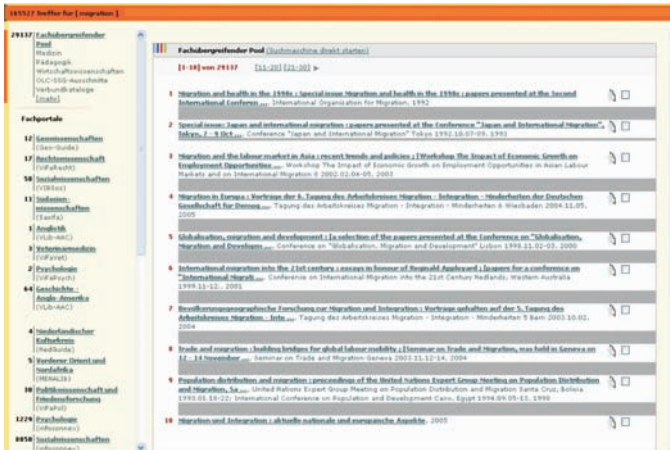 165527 Treffer für [ migration ]
29137 Fachübergreifender
Pool
Medizin
Pädagogik
Wirtschaftswissenschaften
OLC-SSG-Ausschnitte
Verbundkataloge
[mehr]
Fachportale
12 Geowissenschaften
(Geo-Guide)
17 Rechtswissenschaft
(ViFaRecht)
58 Sozialwissenschaften
(ViBSoz)
11 Südasien-
wissenschaften
(Savifa)
1 Anglistik
(VLib-AAC)
3 Veterinärmedizin
(ViFaVet)
2 Psychologie
(ViFaPsych)
64 Geschichte -
Anglo-Amerika
(VLib-AAC)
4 Niederländischer
Kulturkreis
(NedGuide)
5 Vorderer Orient und
Nordafrika
(MENALIB)
38 Politikwissenschaft und
Friedensforschung
(ViFaPol)
1224 Psychologie
(infoconnex)
8050 Sozialwissenschaften
(infoconnex)
Fachübergreifender Pool (Suchmaschine direkt starten)
[1-10] von 29137 [11-20] [21-30]
1 Migration and health in the 1990s : Special issue Migration and health in the 1990s : papers presented at the Second
International Conferen ... . International Organization for Migration, 1992
2 Special issue: Japan and international migration : papers presented at the Conference "Japan and International Migration",
Tokyo, 7 - 9 Oct ... . Conference "Japan and International Migration" Tokyo 1992.10.07-09, 1993
3 Migration and the labour market in Asia : recent trends and policies ; [Workshop The Impact of Economic Growth on
Employment Opportunities ... . Workshop The Impact of Economic Growth on Employment Opportunities in Asian Labour
Markets and on International Migration 2002.02.04-05, 2003
4 Migration in Europa : Vorträge der 6. Tagung des Arbeitskreises Migration - Integration - Minderheiten der Deutschen
Gesellschaft für Demog ... . Tagung des Arbeitskreises Migration - Integration - Minderheiten 6 Wiesbaden 2004.11.05,
2005
5 Globalisation, migration and development : [a selection of the papers presented at the Conference on "Globalisation,
Migration and Developm ... . Conference on "Globalisation, Migration and Development" Lisbon 1998.11.02-03, 2000
6 International migration into the 21st century : essays in honour of Reginald Appleyard ; [papers for a conference on
"International Migrati ... . Conference on International Migration into the 21st Century Nedlands, Western Australia
1999.11-12., 2001
7 Bevölkerungsgeographische Forschung zur Migration und Integration : Vorträge gehalten auf der 5. Tagung des
Arbeitskreises Migration - Inte ... . Tagung des Arbeitskreises Migration - Integration - Minderheiten 5 Bern 2003.10.02,
2004
8 Trade and migration : building bridges for global labour mobility ; [Seminar on Trade and Migration, was held in Geneva on
12 - 14 November ... . Seminar on Trade and Migration Geneva 2003.11.12-14, 2004
9 Population distribution and migration : proceedings of the United Nations Expert Group Meeting on Population Distribution
and Migration, Sa ... . United Nations Expert Group Meeting on Population Distribution and Migration Santa Cruz, Bolivia
1993.01.18-22; International Conference on Population and Development Cairo, Egypt 1994.09.05-13, 1998
10 Migration und Integration : aktuelle nationale und europäische Aspekte. 2005